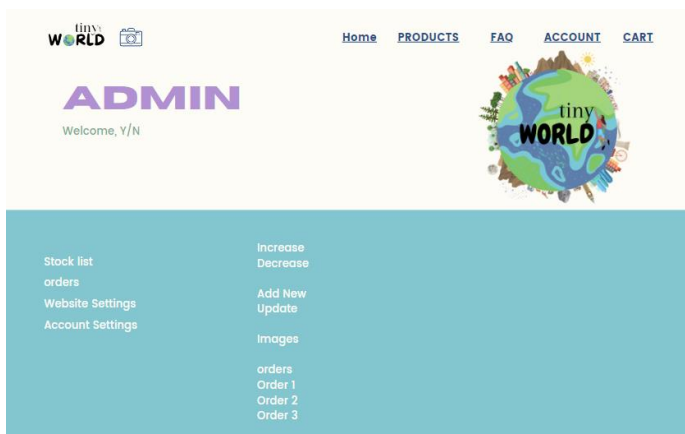 tiny
WORLD
Home PRODUCTS FAQ ACCOUNT CART
ADMIN
Welcome, Y/N
tiny
WORLD
Stock list
orders
Website Settings
Account Settings
Increase
Decrease
Add New
Update
Images
orders
Order 1
Order 2
Order 3